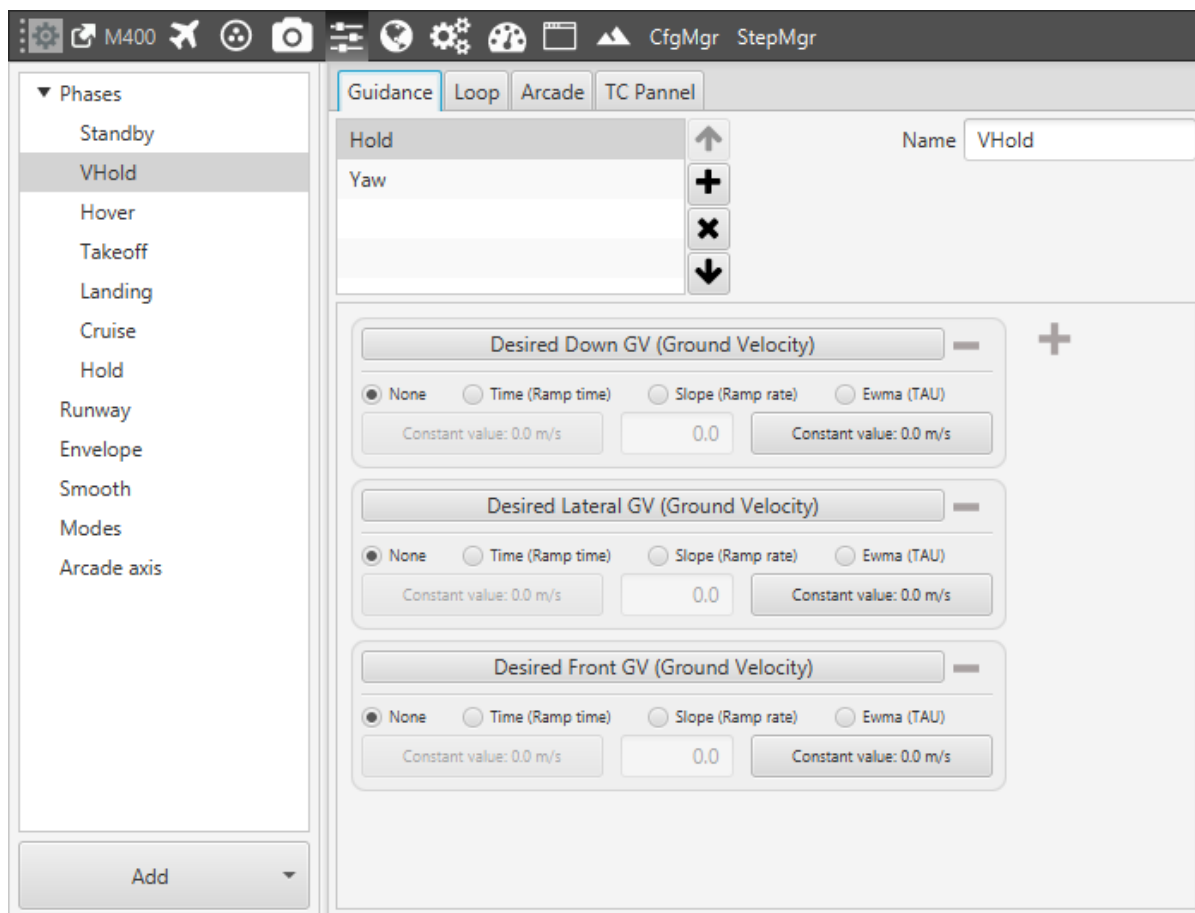 M400 CfgMgr StepMgr
Phases
Standby
VHold
Hover
Takeoff
Landing
Cruise
Hold
Runway
Envelope
Smooth
Modes
Arcade axis
Add
Guidance Loop Arcade TC Pannel
Hold
Yaw
Name VHold
Desired Down GV (Ground Velocity)
None Time (Ramp time) Slope (Ramp rate) Ewma (TAU)
Constant value: 0.0 m/s 0.0 Constant value: 0.0 m/s
Desired Lateral GV (Ground Velocity)
None Time (Ramp time) Slope (Ramp rate) Ewma (TAU)
Constant value: 0.0 m/s 0.0 Constant value: 0.0 m/s
Desired Front GV (Ground Velocity)
None Time (Ramp time) Slope (Ramp rate) Ewma (TAU)
Constant value: 0.0 m/s 0.0 Constant value: 0.0 m/s